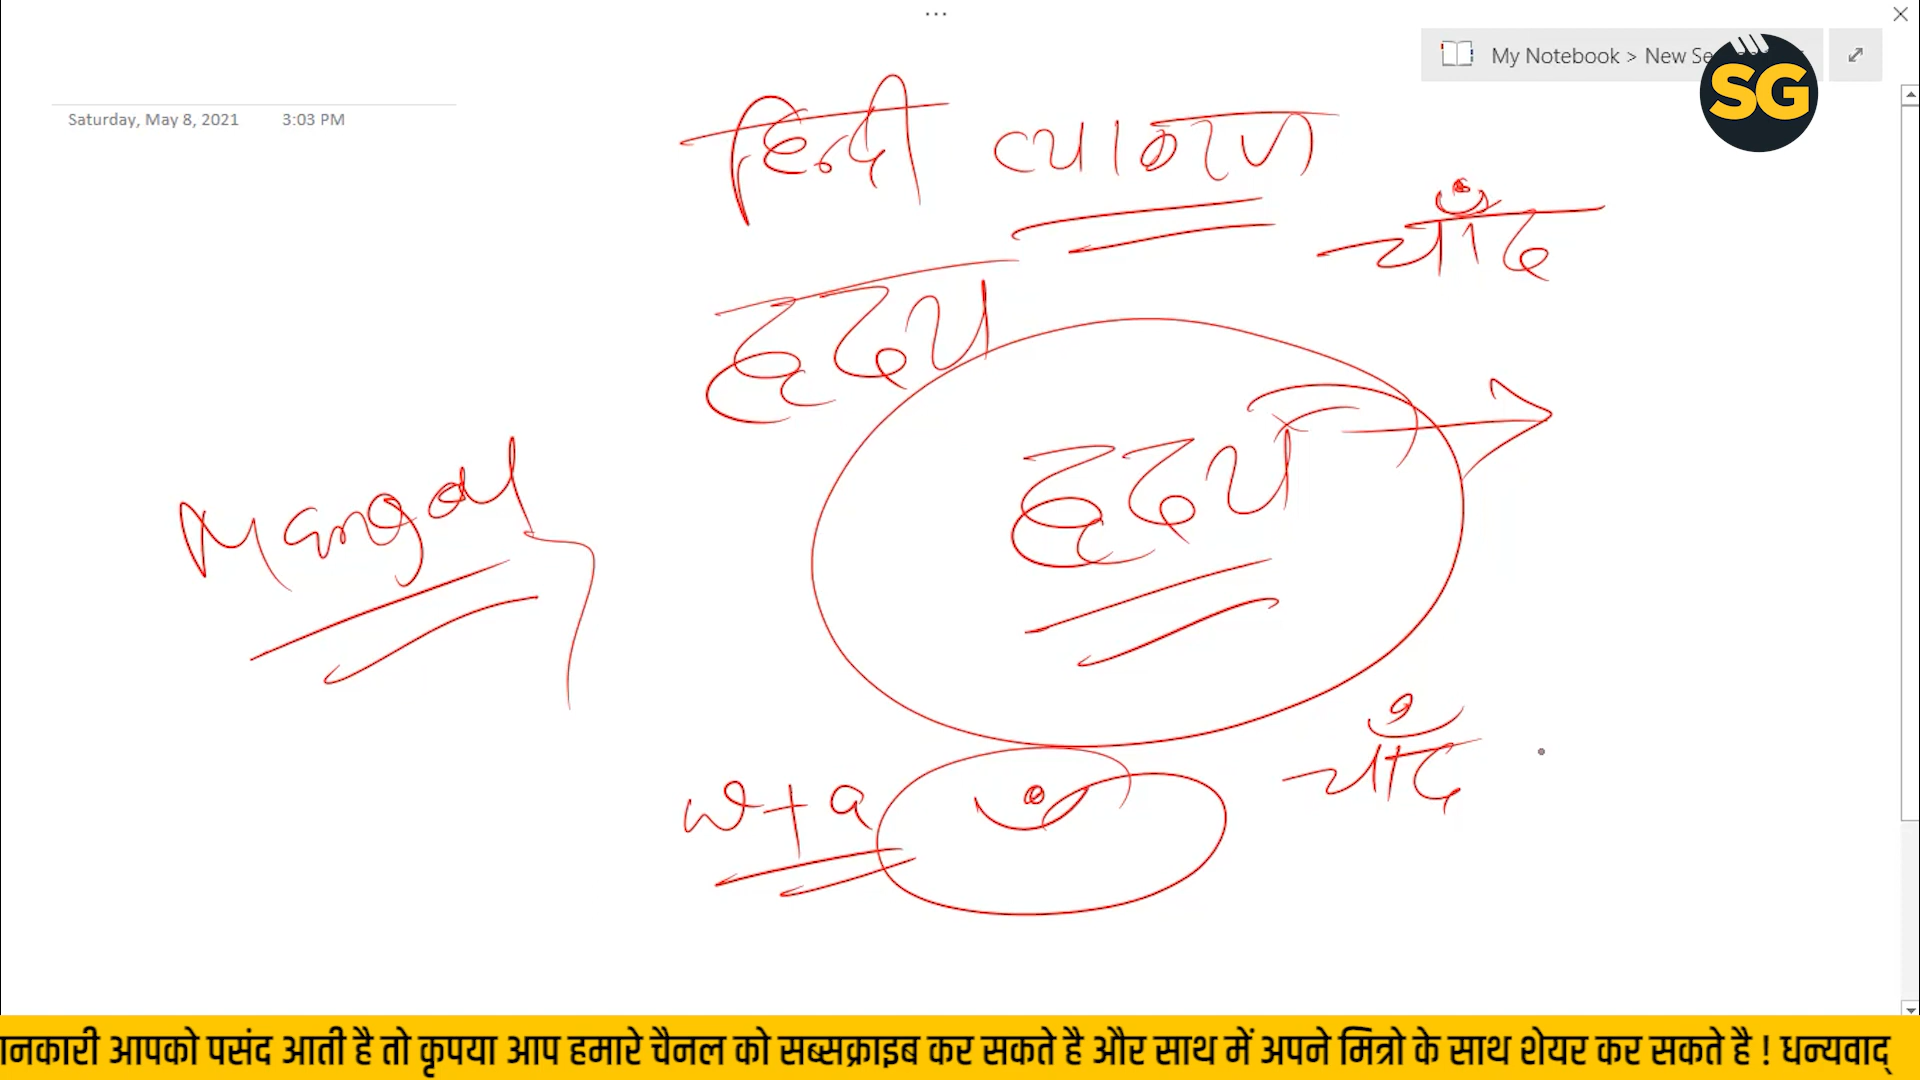 My Notebook > New Se
SG
Saturday, May 8, 2021 3:03 PM
हिन्दी व्याकरण
चाँद
हृदय
हृदय
Mangal
चाँद
w+a ँ
ानकारी आपको पसंद आती है तो कृपया आप हमारे चैनल को सब्सक्राइब कर सकते है और साथ में अपने मित्रो के साथ शेयर कर सकते है ! धन्यवाद्